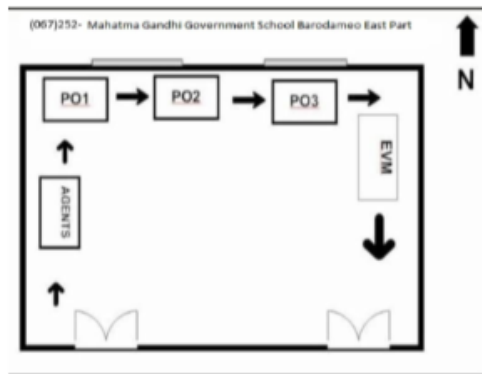 (067)252- Mahatma Gandhi Government School Barodameo East Part
N
PO1
PO2
PO3
EVM
AGENTS